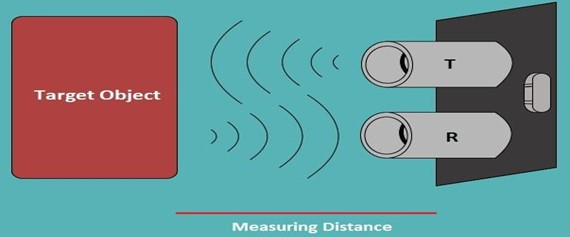 Target Object
T
R
Measuring Distance